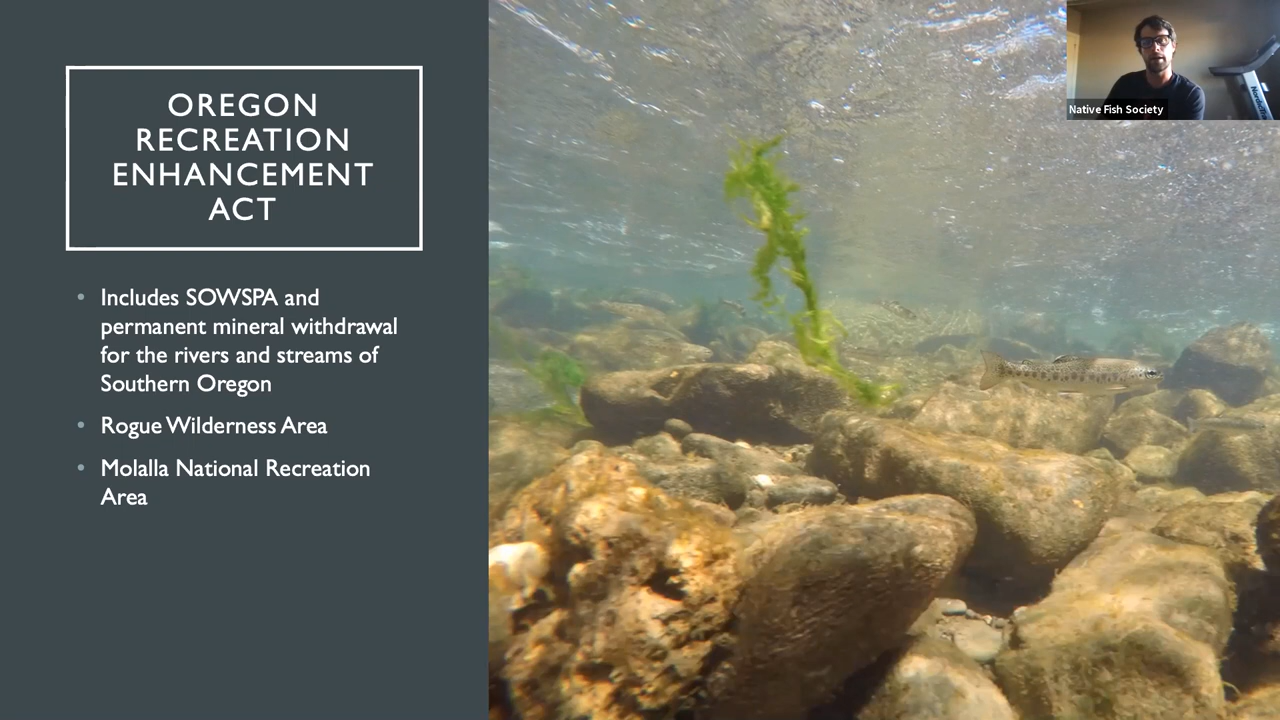 OREGON
RECREATION
ENHANCEMENT
ACT
• Includes SOWSPA and
permanent mineral withdrawal
for the rivers and streams of
Southern Oregon
• Rogue Wilderness Area
• Molalla National Recreation
Area
Native Fish Society